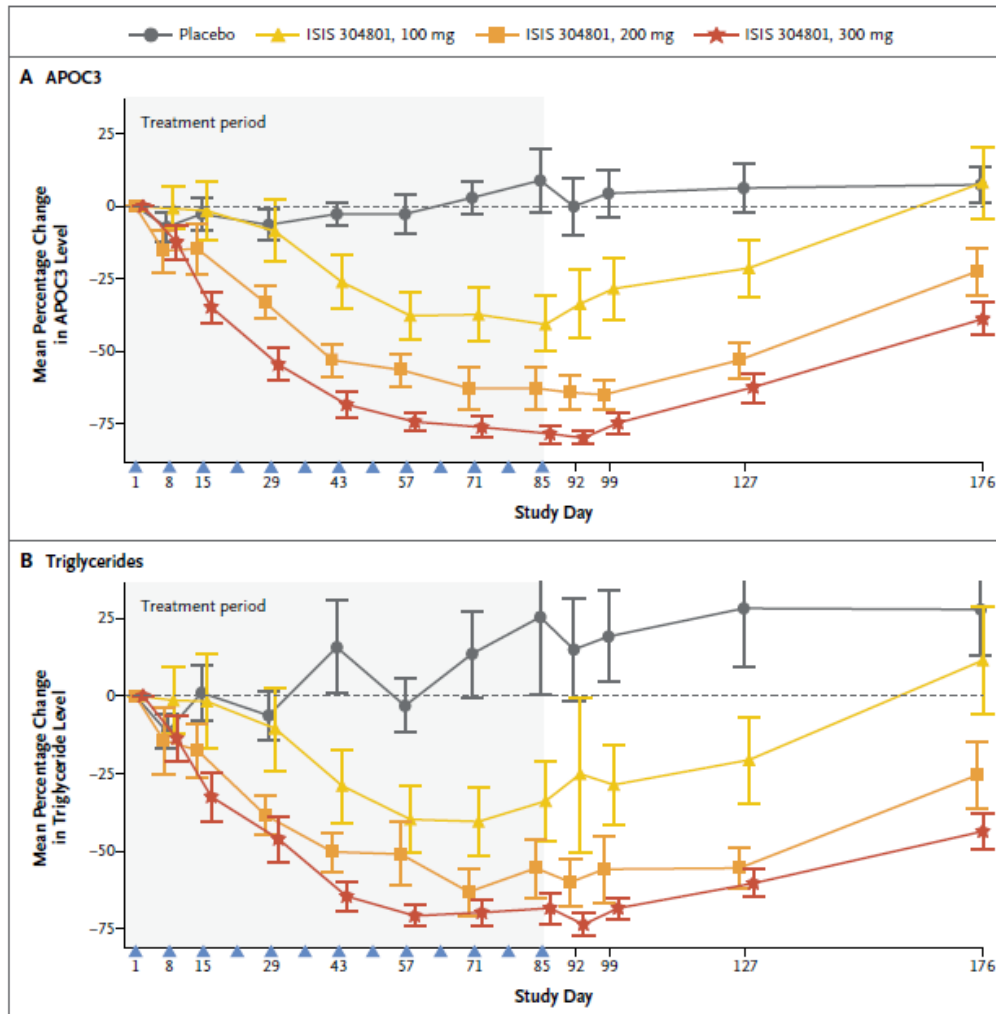 Placebo ISIS 304801, 100 mg ISIS 304801, 200 mg ISIS 304801, 300 mg
A APOC3
Treatment period
Mean Percentage Change
in APOC3 Level
25
0
−25
−50
−75
1 8 15 29 43 57 71 85 92 99 127 176
Study Day
B Triglycerides
Treatment period
Mean Percentage Change
in Triglyceride Level
25
0
−25
−50
−75
1 8 15 29 43 57 71 85 92 99 127 176
Study Day